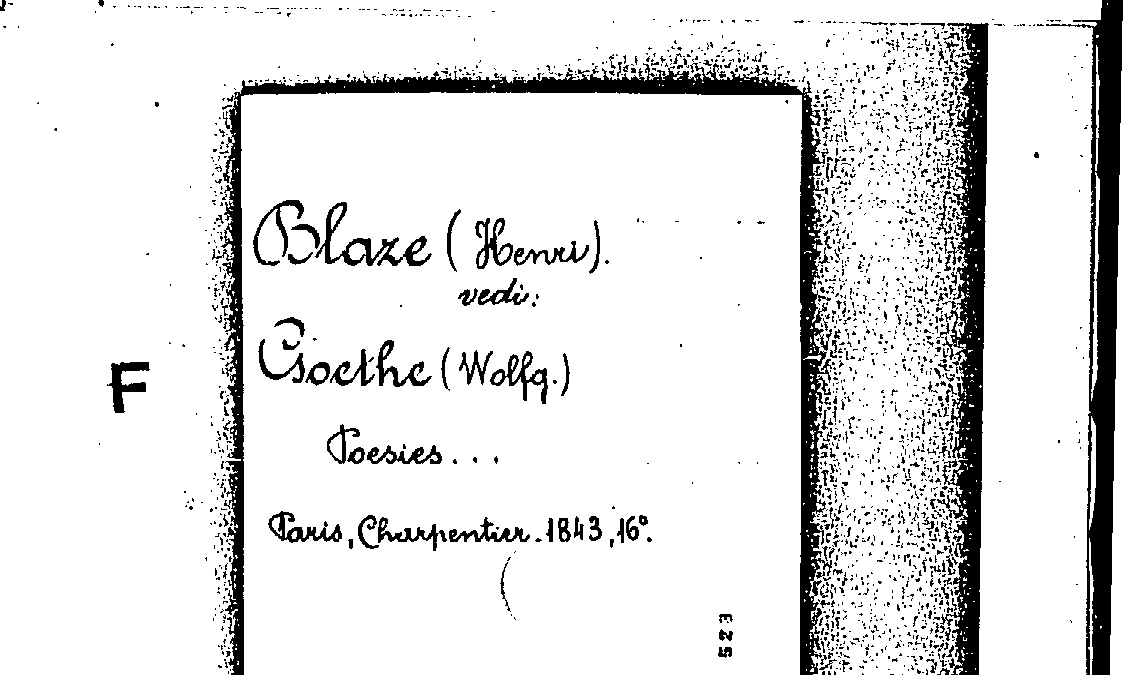 Blaze (Henri).
vedi:
Goethe (Wolfg.)
F
Poesies...
Paris, Charpentier. 1843, 16°.
523